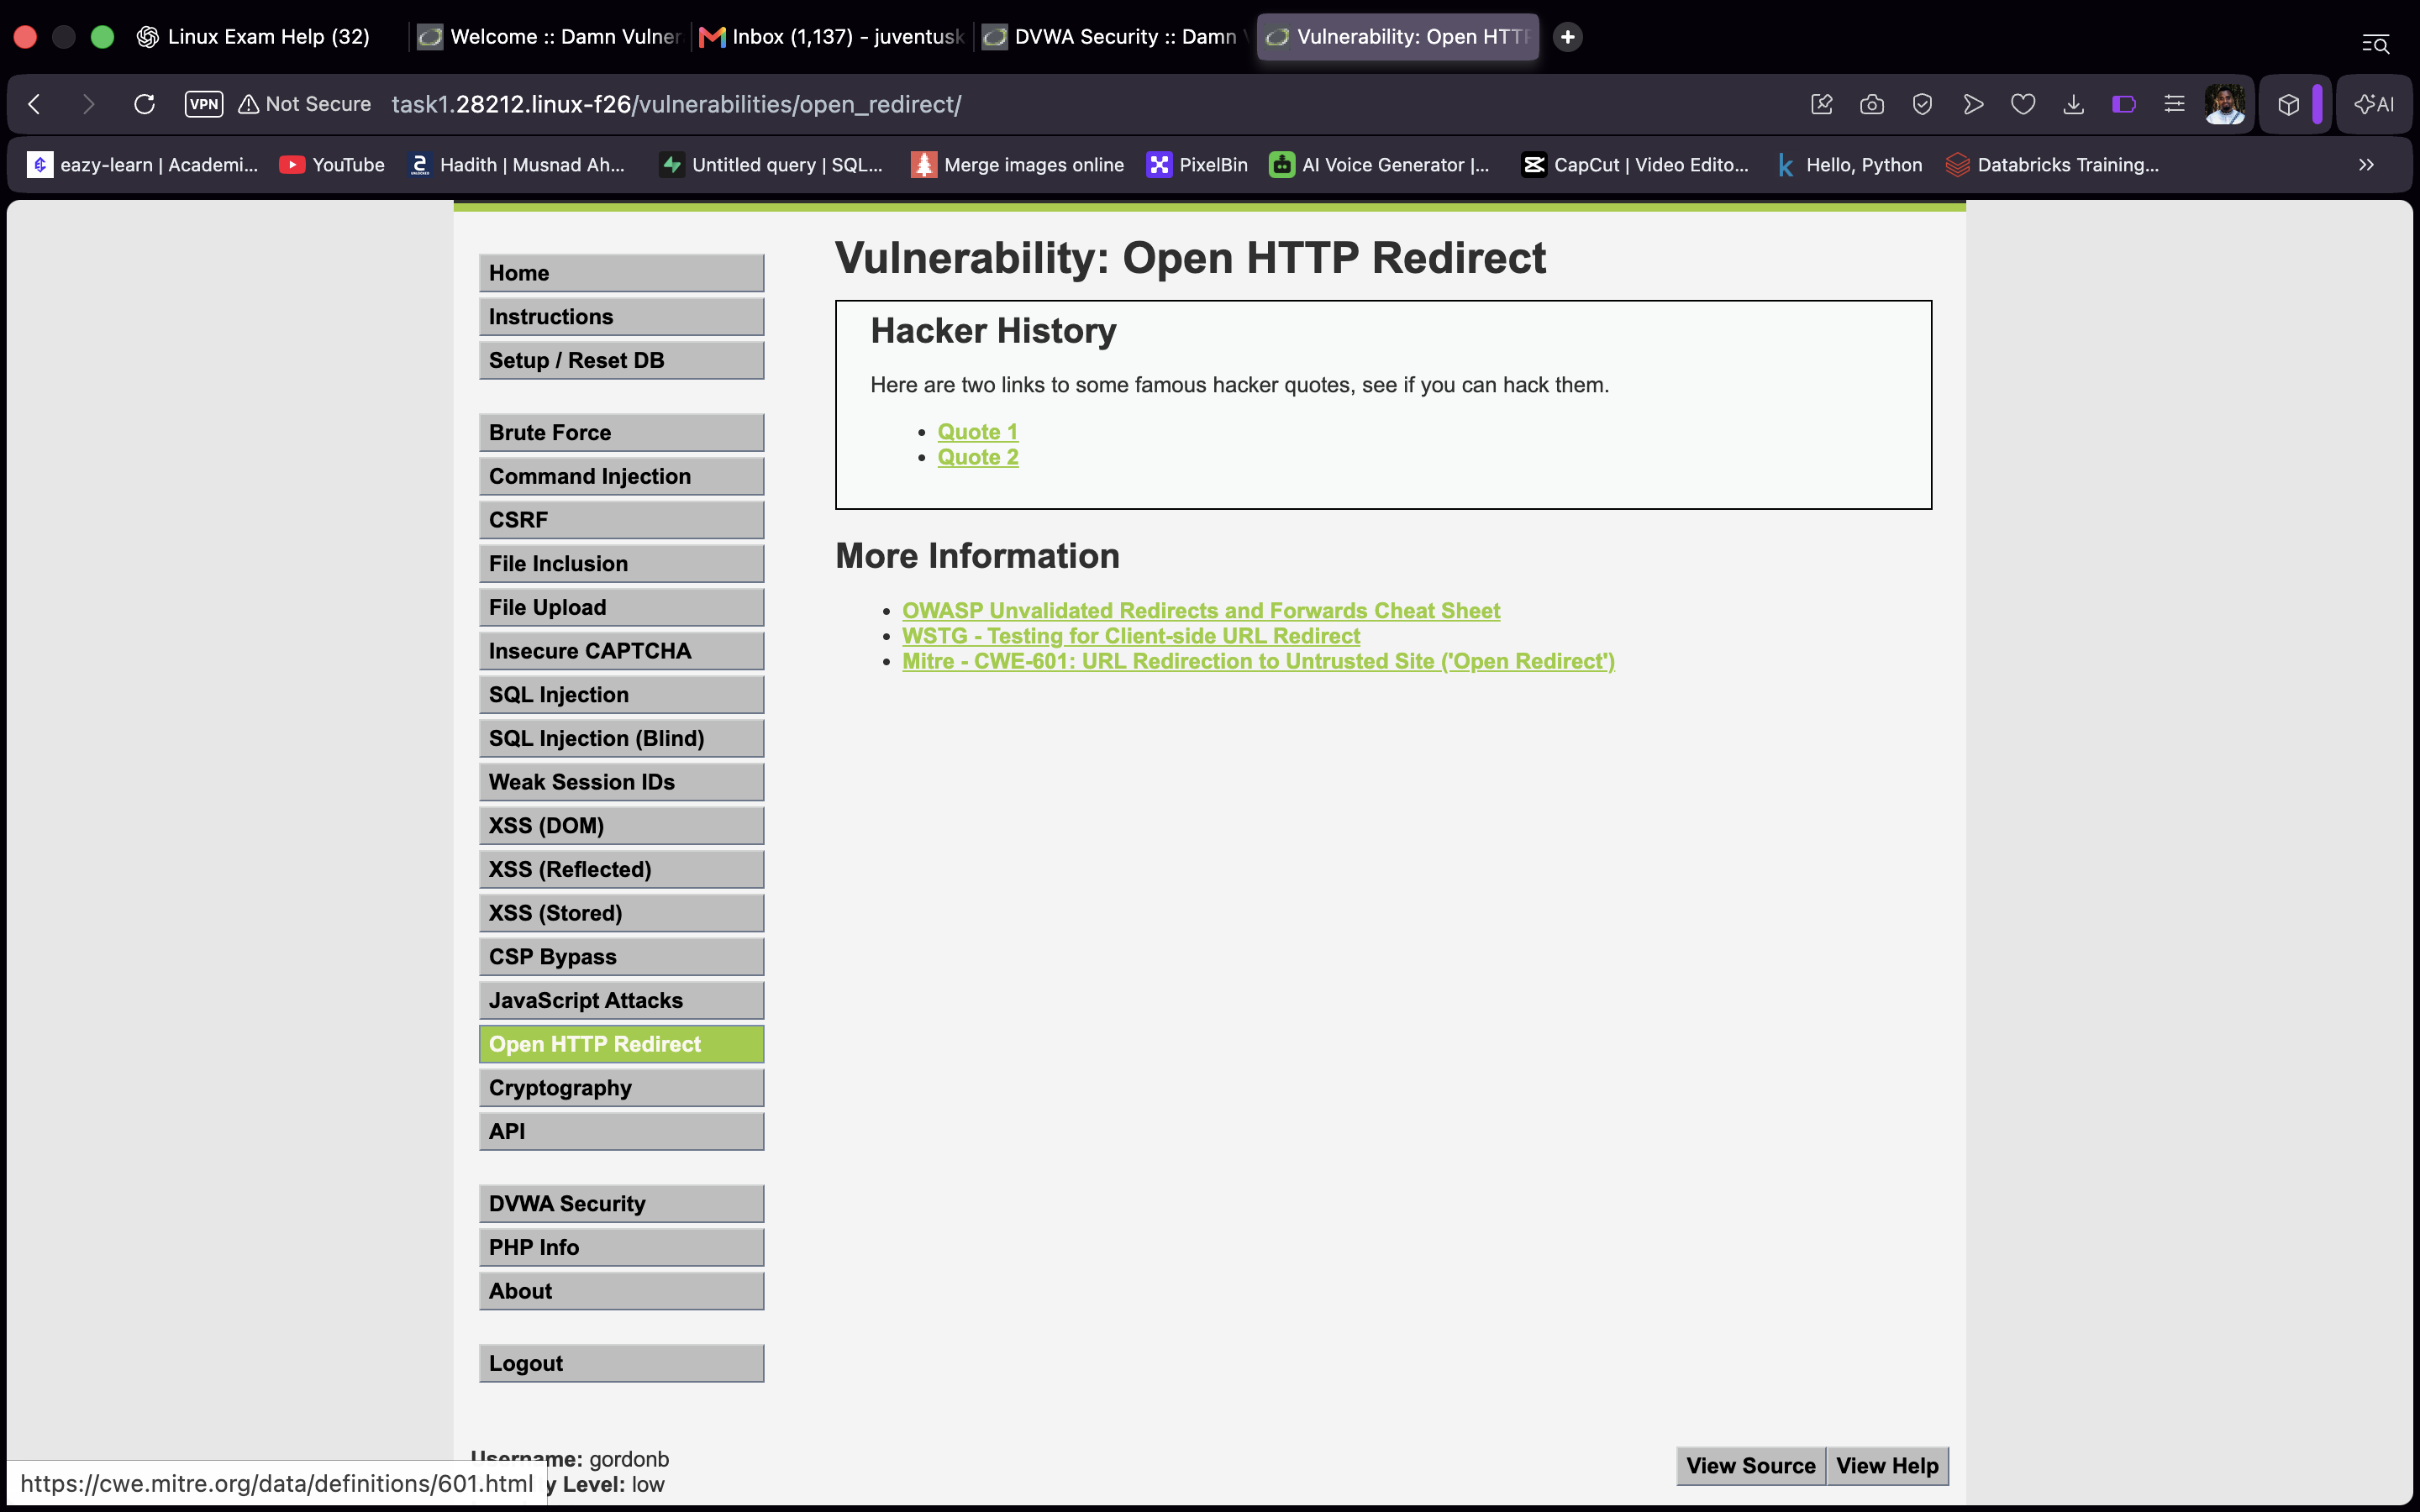 Linux Exam Help (32)
Welcome :: Damn Vulner
Inbox (1,137) - juventusk
DVWA Security :: Damn
Vulnerability: Open HTTP
VPN
Not Secure
task1.28212.linux-f26/vulnerabilities/open_redirect/
AI
eazy-learn | Academi...
YouTube
Hadith | Musnad Ah...
Untitled query | SQL...
Merge images online
PixelBin
AI Voice Generator |...
CapCut | Video Edito...
Hello, Python
Databricks Training...
Home
Instructions
Setup / Reset DB
Brute Force
Command Injection
CSRF
File Inclusion
File Upload
Insecure CAPTCHA
SQL Injection
SQL Injection (Blind)
Weak Session IDs
XSS (DOM)
XSS (Reflected)
XSS (Stored)
CSP Bypass
JavaScript Attacks
Open HTTP Redirect
Cryptography
API
DVWA Security
PHP Info
About
Logout
Vulnerability: Open HTTP Redirect
Hacker History
Here are two links to some famous hacker quotes, see if you can hack them.
Quote 1
Quote 2
More Information
OWASP Unvalidated Redirects and Forwards Cheat Sheet
WSTG - Testing for Client-side URL Redirect
Mitre - CWE-601: URL Redirection to Untrusted Site ('Open Redirect')
Username: gordonb
y Level: low
https://cwe.mitre.org/data/definitions/601.html
View Source
View Help